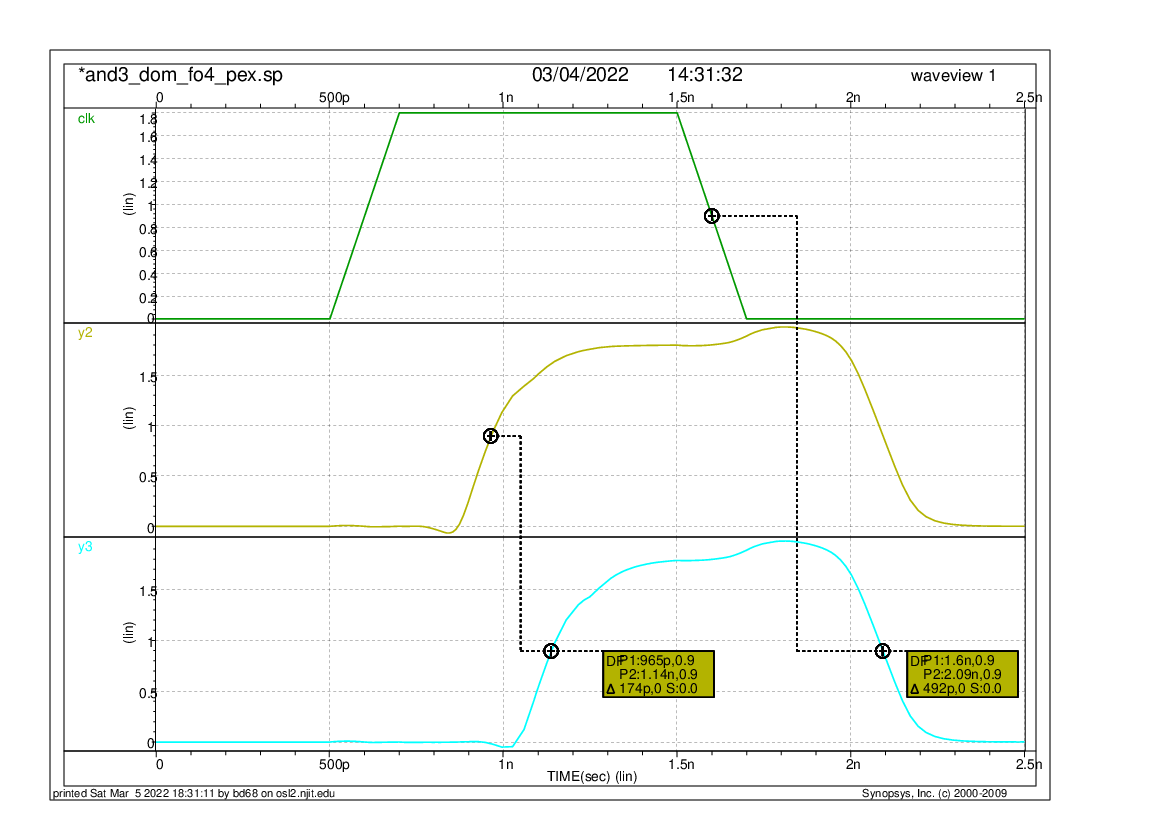 *and3_dom_fo4_pex.sp 03/04/2022 14:31:32 waveview 1
0 500p 1n 1.5n 2n 2.5n
clk
1.8
1.6
1.4
1.2
1
0.8
0.6
0.4
0.2
0
(lin)
y2
1.5
1
0.5
0
(lin)
y3
1.5
1
0.5
0
(lin)
DP P1:965p,0.9
P2:1.14n,0.9
Δ 174p,0 S:0.0
DP P1:1.6n,0.9
P2:2.09n,0.9
Δ 492p,0 S:0.0
0 500p 1n 1.5n 2n 2.5n
TIME(sec) (lin)
printed Sat Mar 5 2022 18:31:11 by bd68 on osl2.njit.edu Synopsys, Inc. (c) 2000-2009